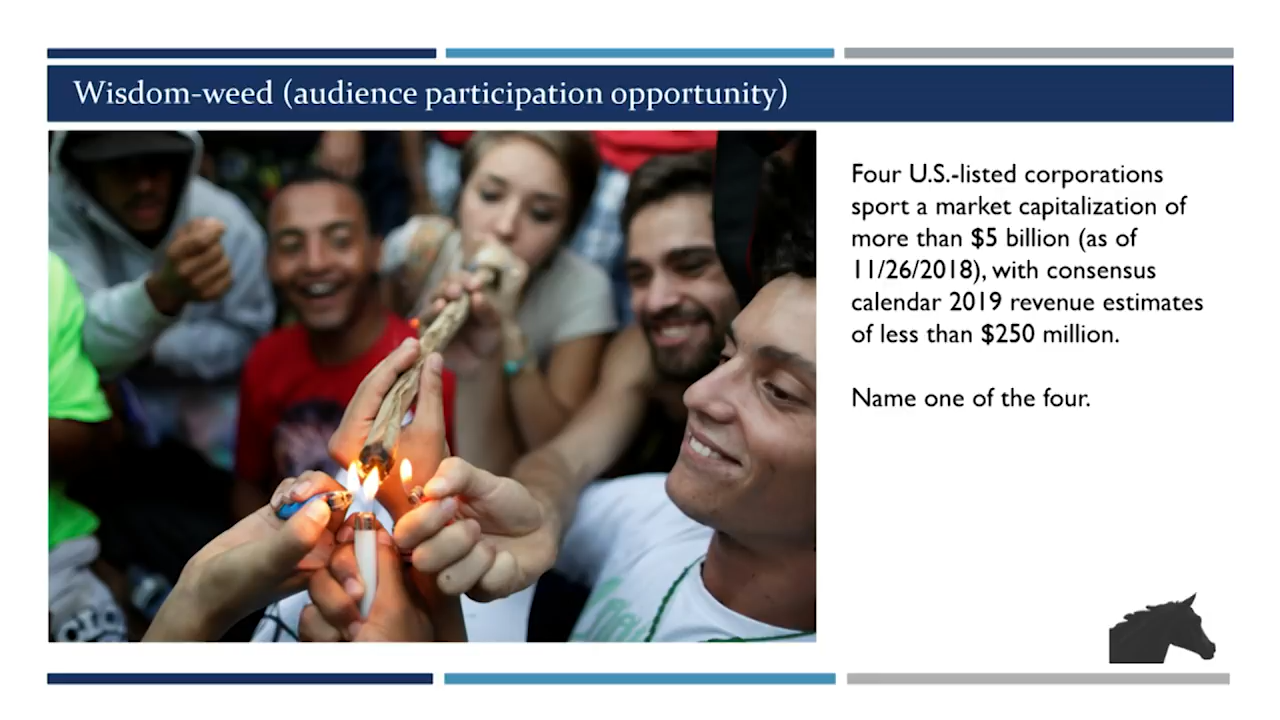 Wisdom-weed (audience participation opportunity)
Four U.S.-listed corporations
sport a market capitalization of
more than $5 billion (as of
11/26/2018), with consensus
calendar 2019 revenue estimates
of less than $250 million.
Name one of the four.